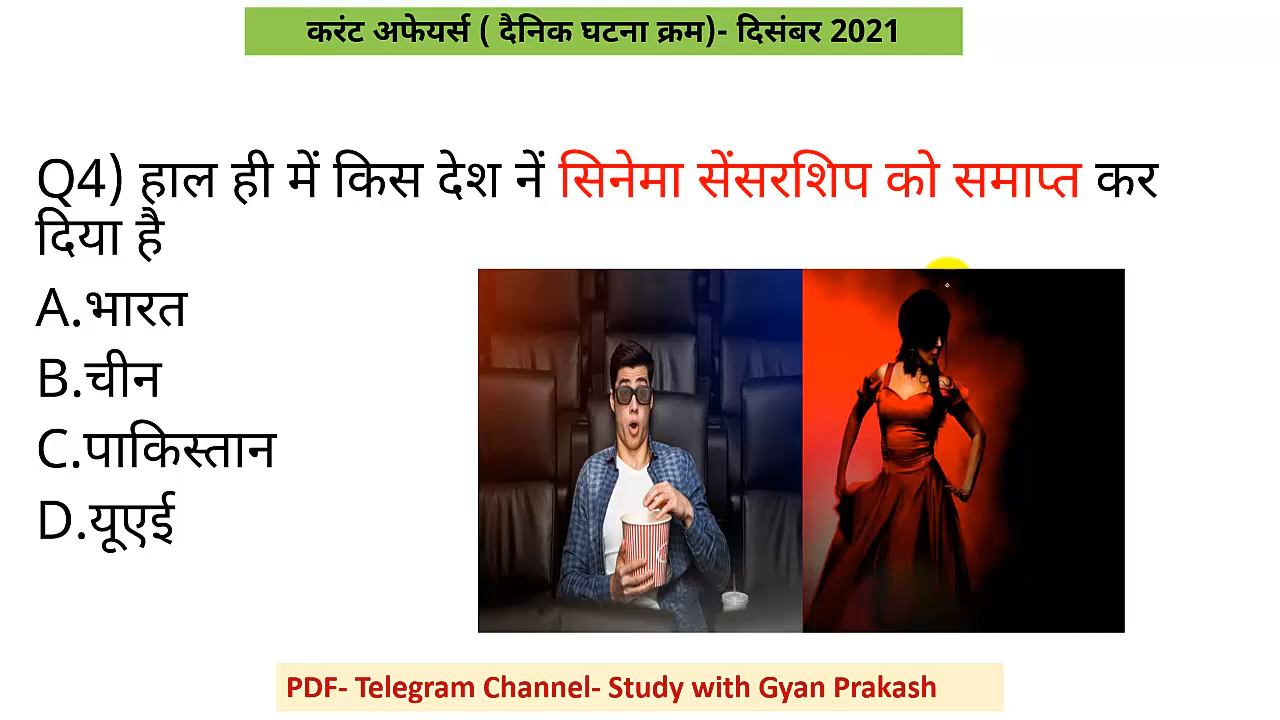 करंट अफेयर्स ( दैनिक घटना क्रम)- दिसंबर 2021
Q4) हाल ही में किस देश नें सिनेमा सेंसरशिप को समाप्त कर
दिया है
A.भारत
B.चीन
C.पाकिस्तान
D.यूएई
PDF- Telegram Channel- Study with Gyan Prakash